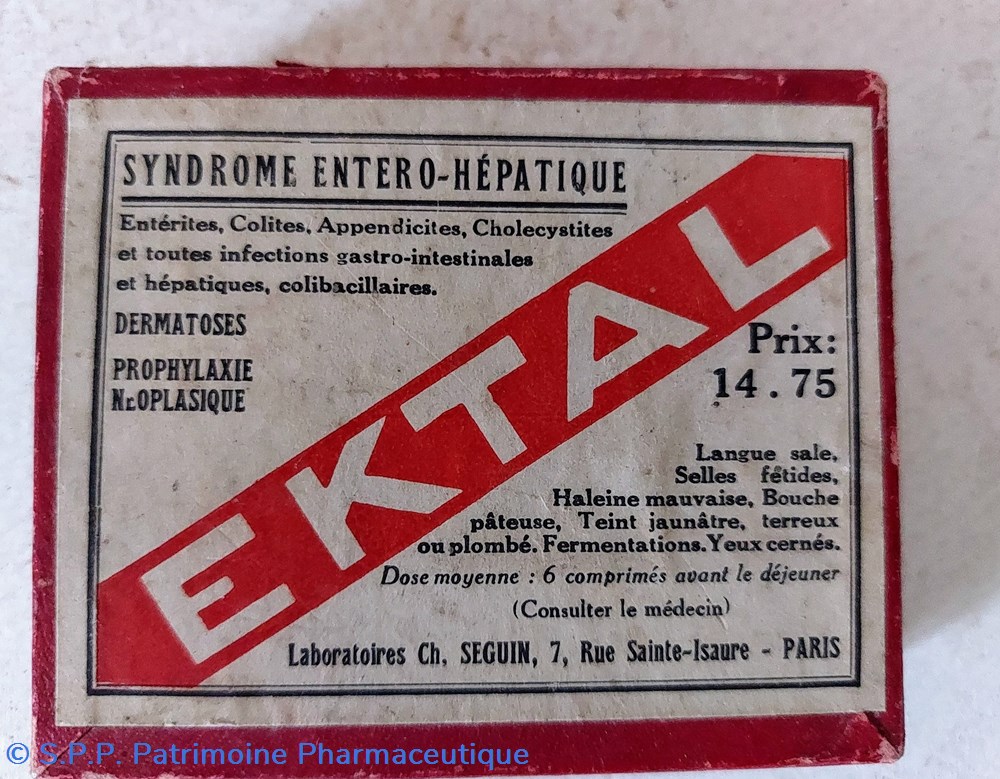 SYNDROME ENTERO-HÉPATIQUE
Entérites, Colites, Appendicites, Cholecystites
et toutes infections gastro-intestinales
et hépatiques, colibacillaires.
DERMATOSES
PROPHYLAXIE
NEOPLASIQUE
EKTAL
Prix:
14.75
Langue sale,
Selles fétides,
Haleine mauvaise, Bouche
pâteuse, Teint jaunâtre, terreux
ou plombé. Fermentations. Yeux cernés.
Dose moyenne : 6 comprimés avant le déjeuner
(Consulter le médecin)
Laboratoires Ch. SEGUIN, 7, Rue Sainte-Isaure - PARIS
© S.P.P. Patrimoine Pharmaceutique